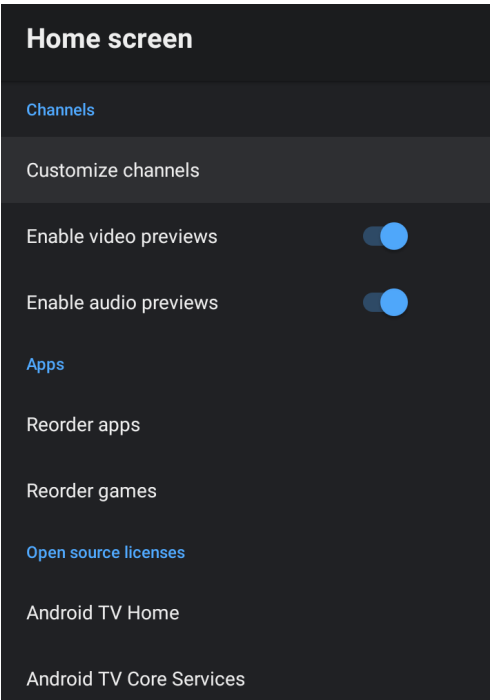 Home screen
Channels
Customize channels
Enable video previews
Enable audio previews
Apps
Reorder apps
Reorder games
Open source licenses
Android TV Home
Android TV Core Services